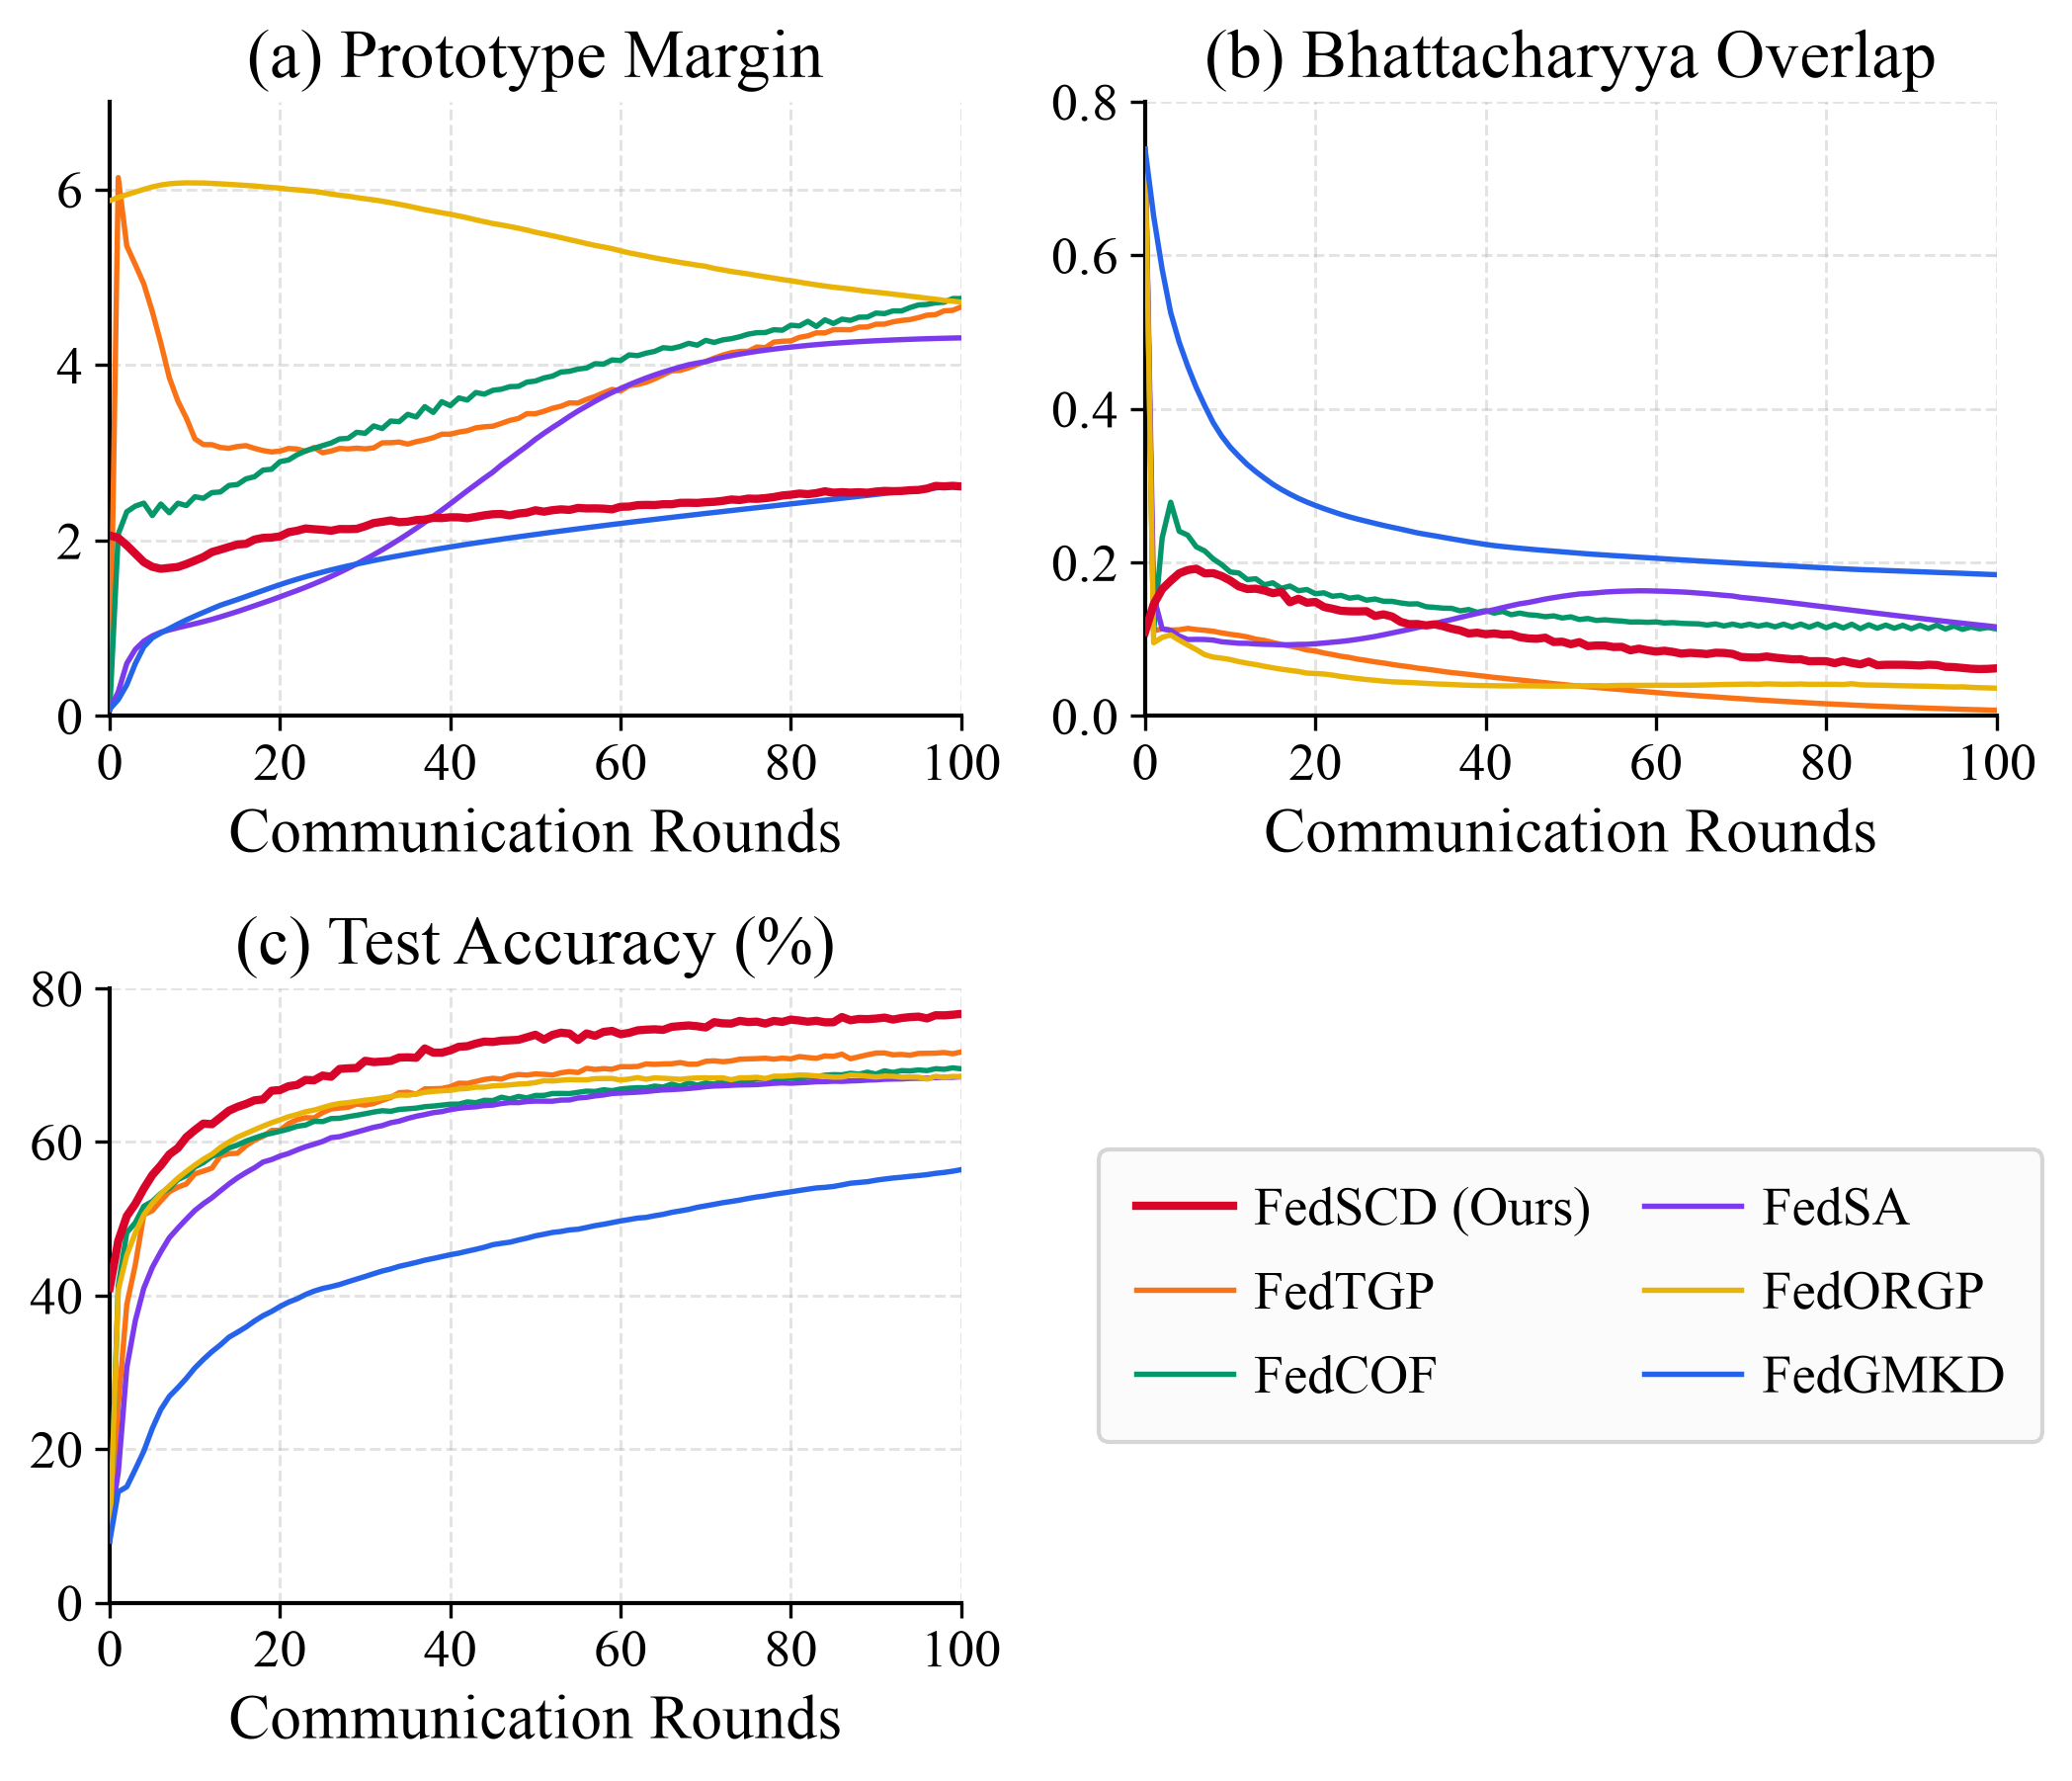 (a) Prototype Margin
6
4
2
0
0 20 40 60 80 100
Communication Rounds
(b) Bhattacharyya Overlap
0.8
0.6
0.4
0.2
0.0
0 20 40 60 80 100
Communication Rounds
(c) Test Accuracy (%)
80
60
40
20
0
0 20 40 60 80 100
Communication Rounds
FedSCD (Ours)
FedTGP
FedCOF
FedSA
FedORGP
FedGMKD